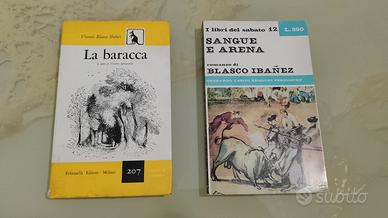 Vicente Blasco Ibáñez
La baracca
Feltrinelli Editore Milano
207
I libri del sabato 12
L.350
SANGUE
E ARENA
romanzo di
BLASCO IBAÑEZ
subito